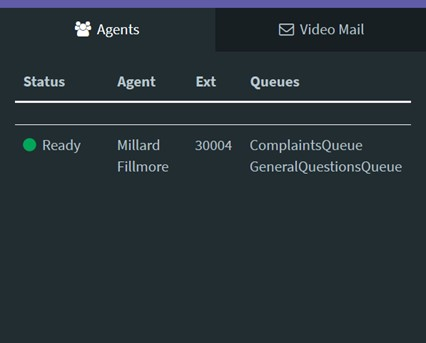 Agents Video Mail
Status Agent Ext Queues
Ready Millard 30004 ComplaintsQueue
Fillmore GeneralQuestionsQueue